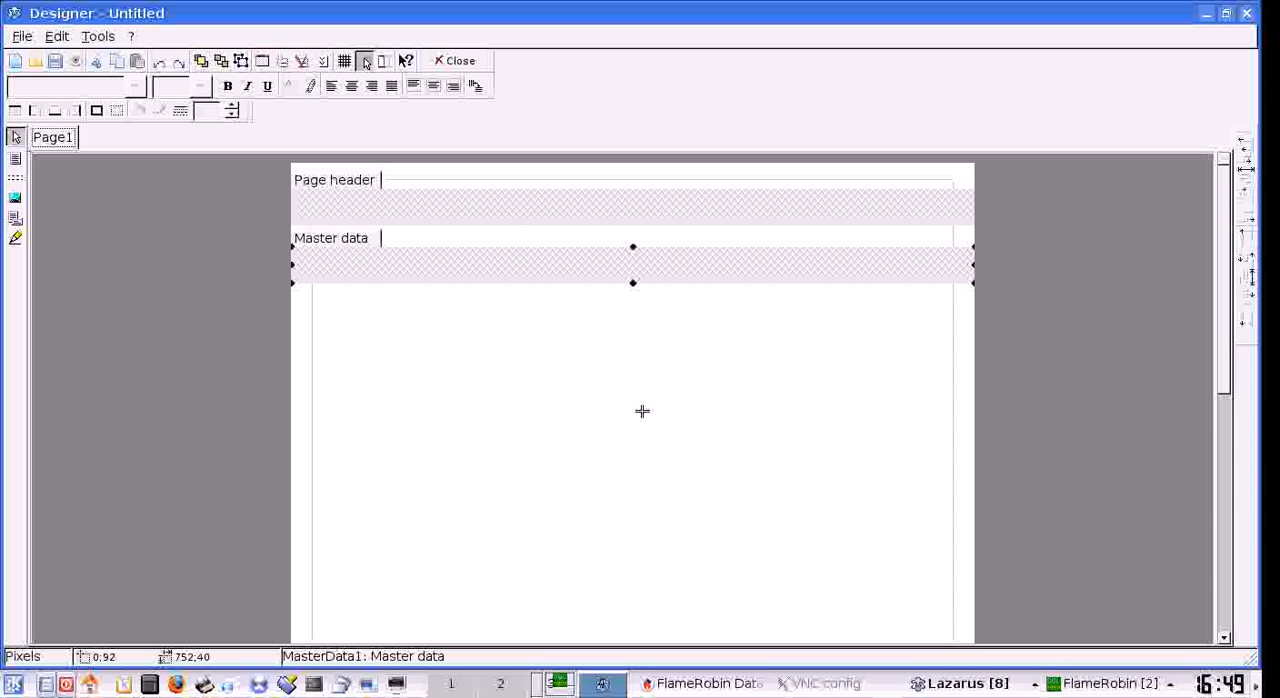 Designer - Untitled
File Edit Tools ?
Close
B I U
Page1
Page header
Master data
Pixels 0;92 752;40 MasterData1: Master data
1 2 FlameRobin Dat VNC config Lazarus [8] FlameRobin [2] 16:49